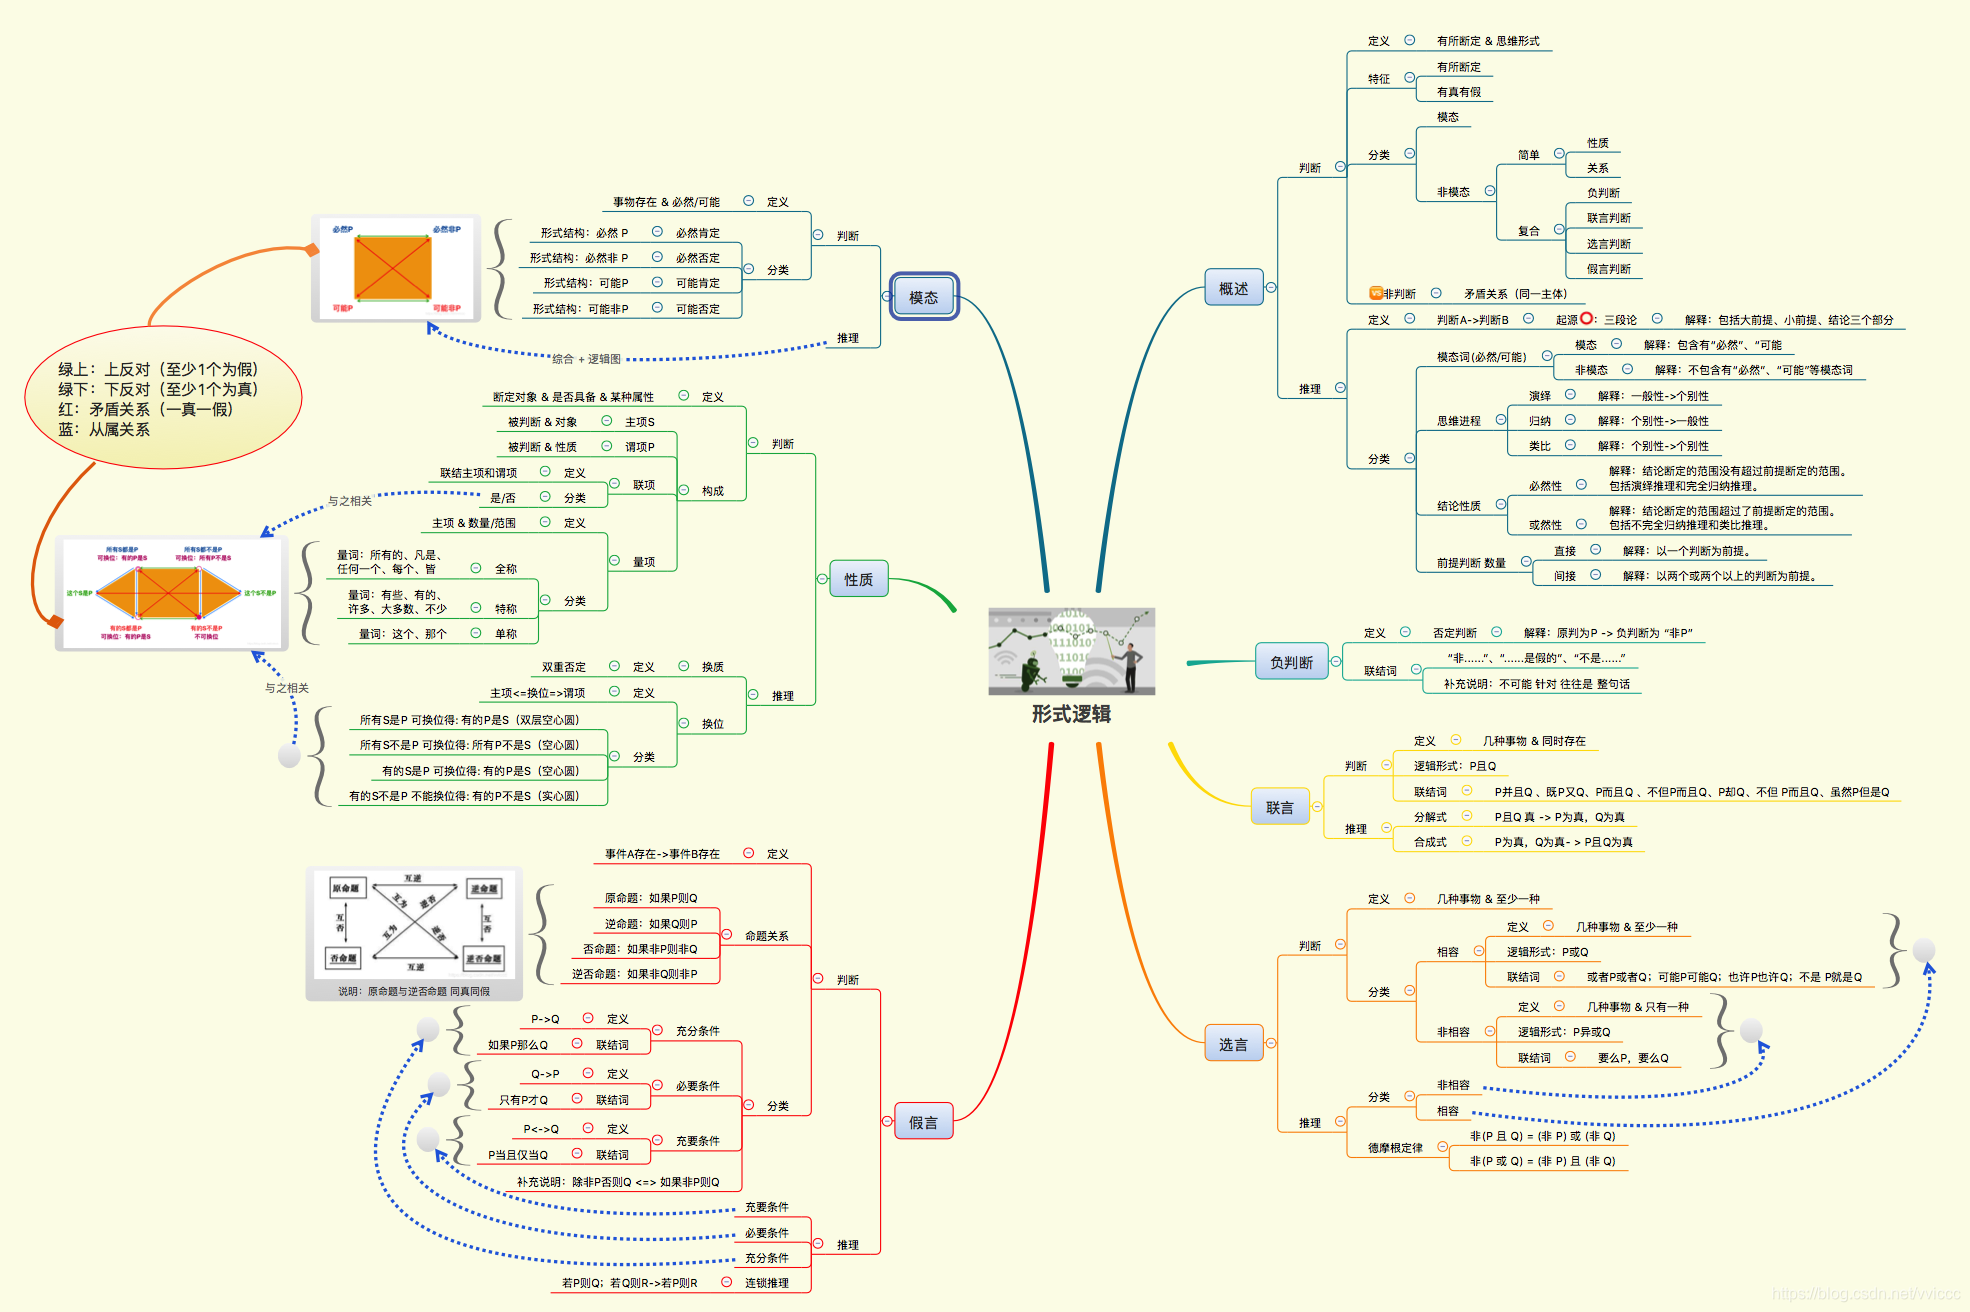 形式逻辑
概述
判断
定义
有所断定 & 思维形式
特征
有所断定
有真有假
分类
模态
非模态
简单
性质
关系
复合
负判断
联言判断
选言判断
假言判断
VS非判断
矛盾关系（同一主体）
推理
定义
判断A->判断B
起源⭕：三段论
解释：包括大前提、小前提、结论三个部分
分类
模态词(必然/可能)
模态
解释：包含有“必然“、”可能
非模态
解释：不包含有“必然“、”可能“等模态词
思维进程
演绎
解释：一般性->个别性
归纳
解释：个别性->一般性
类比
解释：个别性->个别性
结论性质
必然性
解释：结论断定的范围没有超过前提断定的范围。
包括演绎推理和完全归纳推理。
或然性
解释：结论断定的范围超过了前提断定的范围。
包括不完全归纳推理和类比推理。
前提判断 数量
直接
解释：以一个判断为前提。
间接
解释：以两个或两个以上的判断为前提。
负判断
定义
否定判断
解释：原判为P -> 负判断为 “非P”
联结词
“非……“、”……是假的“、“不是……”
补充说明：不可能 针对 往往是 整句话
联言
判断
定义
几种事物 & 同时存在
逻辑形式：P且Q
联结词
P并且Q 、既P又Q、P而且Q 、不但P而且Q、P却Q、不但 P而且Q、虽然P但是Q
推理
分解式
P且Q 真 -> P为真，Q为真
合成式
P为真，Q为真- > P且Q为真
选言
判断
定义
几种事物 & 至少一种
分类
相容
定义
几种事物 & 至少一种
逻辑形式：P或Q
联结词
或者P或者Q；可能P可能Q；也许P也许Q；不是 P就是Q
非相容
定义
几种事物 & 只有一种
逻辑形式：P异或Q
联结词
要么P，要么Q
推理
分类
非相容
相容
德摩根定律
非(P 且 Q) = (非 P) 或 (非 Q)
非(P 或 Q) = (非 P) 且 (非 Q)
模态
判断
定义
事物存在 & 必然/可能
分类
必然肯定
形式结构：必然 P
必然否定
形式结构：必然非 P
可能肯定
形式结构：可能P
可能否定
形式结构：可能非P
推理
综合 + 逻辑图
必然P
必然非P
可能P
可能非P
绿上：上反对（至少1个为假）
绿下：下反对（至少1个为真）
红：矛盾关系（一真一假）
蓝：从属关系
性质
判断
定义
断定对象 & 是否具备 & 某种属性
构成
主项S
被判断 & 对象
谓项P
被判断 & 性质
联项
定义
联结主项和谓项
分类
是/否
与之相关
量项
定义
主项 & 数量/范围
分类
全称
量词：所有的、凡是、
任何一个、每个、皆
特称
量词：有些、有的、
许多、大多数、不少
单称
量词：这个、那个
所有S都是P
可换位：有的P是S
所有S都不是P
可换位：所有P不是S
这个S是P
这个S不是P
有的S都是P
可换位：有的P是S
有的S不是P
不可换位
推理
换质
定义
双重否定
换位
定义
主项<=换位=>谓项
分类
所有S是P 可换位得: 有的P是S（双层空心圆）
所有S不是P 可换位得: 所有P不是S（空心圆）
有的S是P 可换位得: 有的P是S（空心圆）
有的S不是P 不能换位得: 有的P不是S（实心圆）
与之相关
假言
判断
定义
事件A存在->事件B存在
命题关系
原命题：如果P则Q
逆命题：如果Q则P
否命题：如果非P则非Q
逆否命题：如果非Q则非P
原命题
互逆
逆命题
互为
逆否
互否
互否
互为
逆否
否命题
互逆
逆否命题
说明：原命题与逆否命题 同真同假
分类
充分条件
定义
P->Q
联结词
如果P那么Q
必要条件
定义
Q->P
联结词
只有P才Q
充要条件
定义
P<->Q
联结词
P当且仅当Q
补充说明：除非P否则Q <=> 如果非P则Q
推理
充要条件
必要条件
充分条件
连锁推理
若P则Q；若Q则R->若P则R
https://blog.csdn.net/vviccc